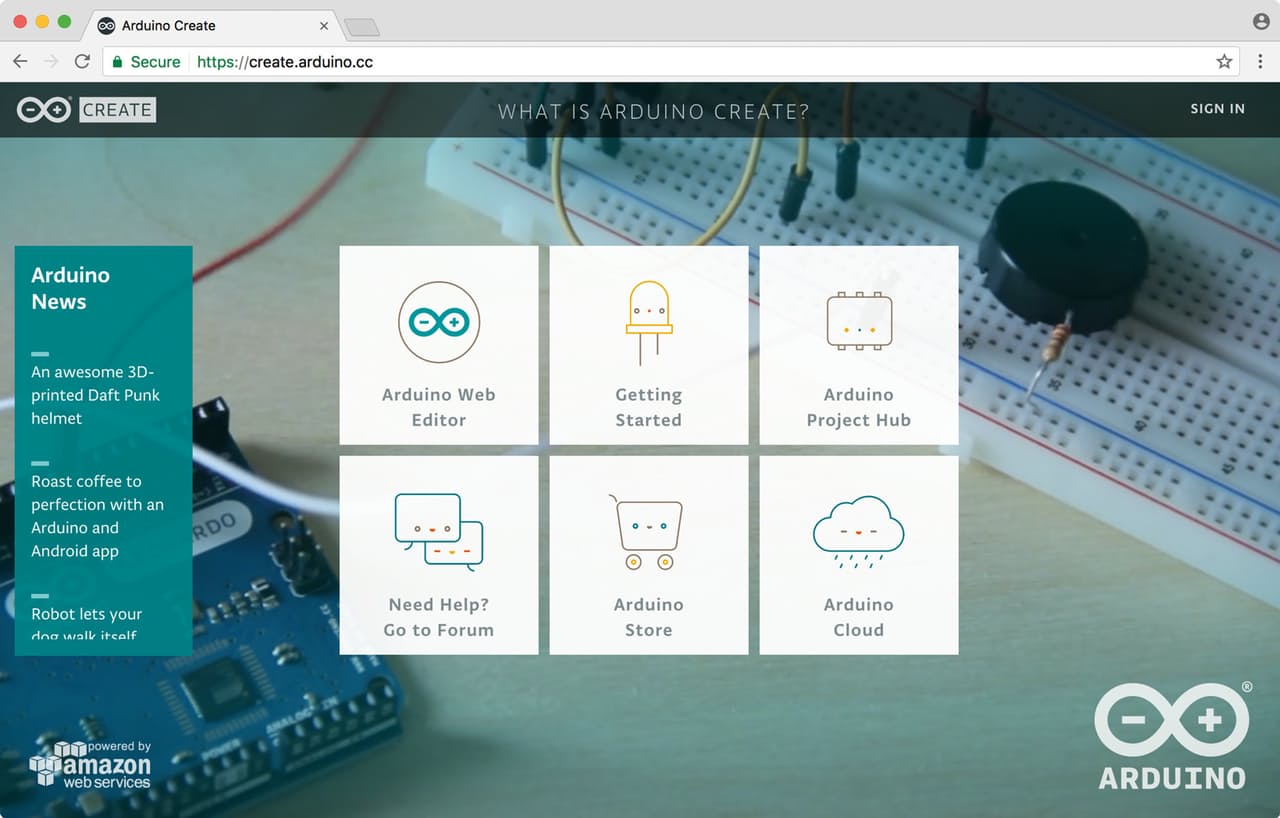 Arduino Create
Secure
https://create.arduino.cc
CREATE
WHAT IS ARDUINO CREATE?
SIGN IN
Arduino
News
An awesome 3D-
printed Daft Punk
helmet
Roast coffee to
perfection with an
Arduino and
Android app
Robot lets your
dog walk itself
Arduino Web
Editor
Getting
Started
Arduino
Project Hub
Need Help?
Go to Forum
Arduino
Store
Arduino
Cloud
powered by
amazon
web services
ARDUINO
®